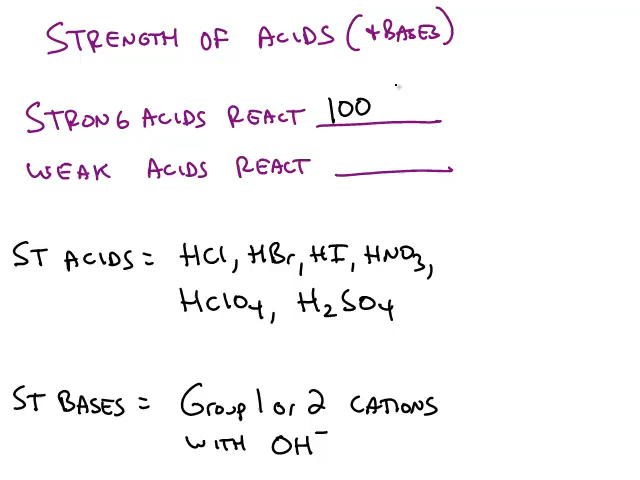 STRENGTH OF ACIDS (+ BASES)
STRONG ACIDS REACT 100
WEAK ACIDS REACT
ST ACIDS = HCl, HBr, HI, HNO3,
HClO4, H2SO4
ST BASES = Group 1 or 2 CATIONS
WITH OH⁻